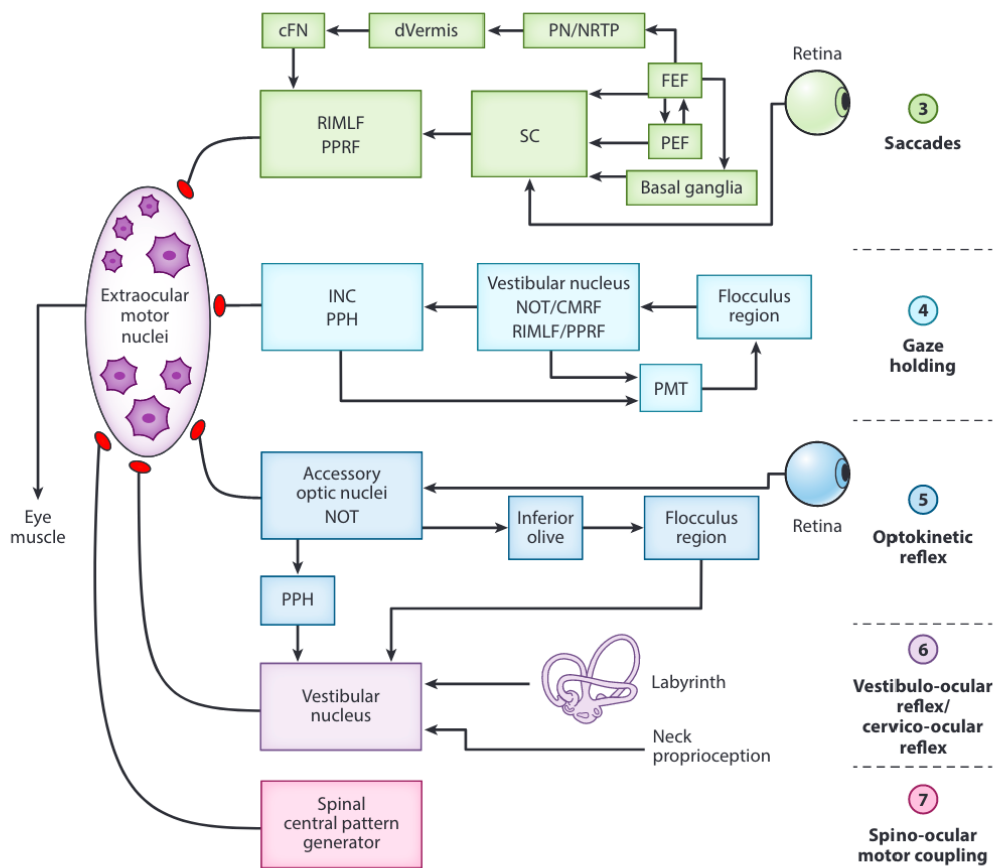 cFN
dVermis
PN/NRTP
FEF
Retina
RIMLF
PPRF
SC
PEF
Basal ganglia
3
Saccades
Extraocular
motor
nuclei
INC
PPH
Vestibular nucleus
NOT/CMRF
RIMLF/PPRF
Flocculus
region
PMT
4
Gaze
holding
Eye
muscle
Accessory
optic nuclei
NOT
Inferior
olive
Flocculus
region
Retina
5
Optokinetic
reflex
PPH
Vestibular
nucleus
Labyrinth
Neck
proprioception
6
Vestibulo-ocular
reflex/
cervico-ocular
reflex
Spinal
central pattern
generator
7
Spino-ocular
motor coupling